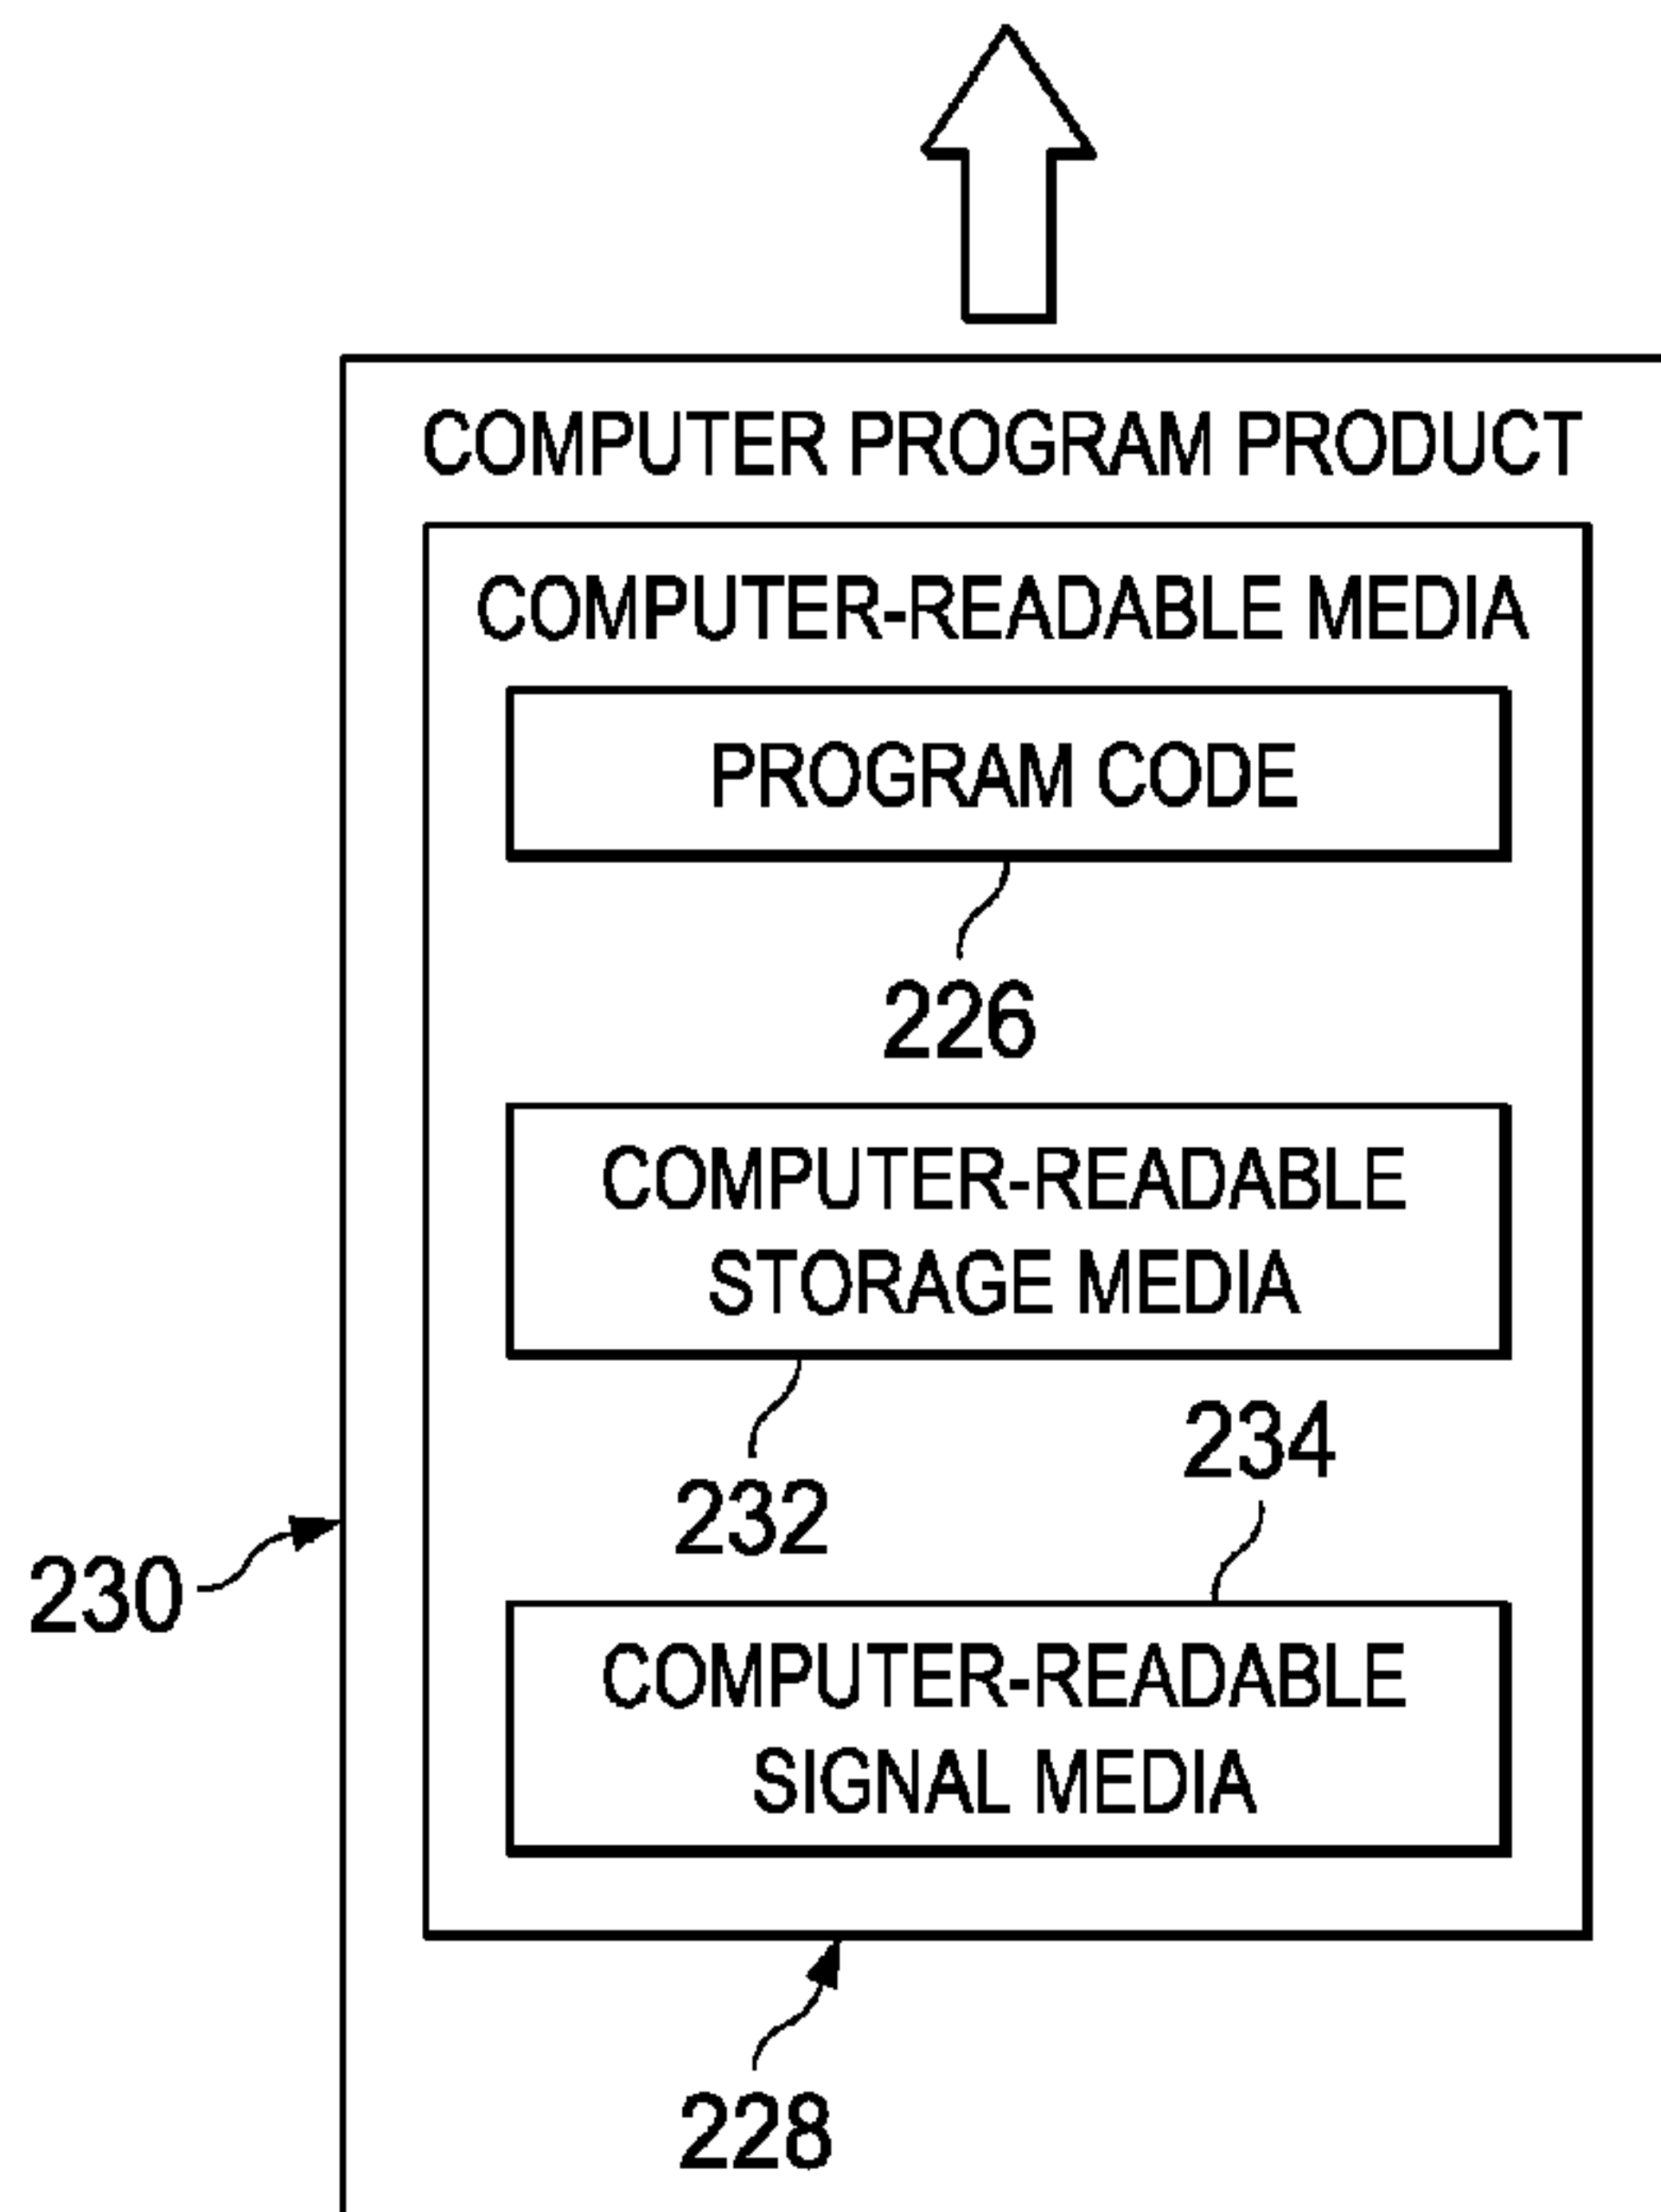 COMPUTER PROGRAM PRODUCT
COMPUTER-READABLE MEDIA
PROGRAM CODE
226
COMPUTER-READABLE
STORAGE MEDIA
234
232
230
COMPUTER-READABLE
SIGNAL MEDIA
228